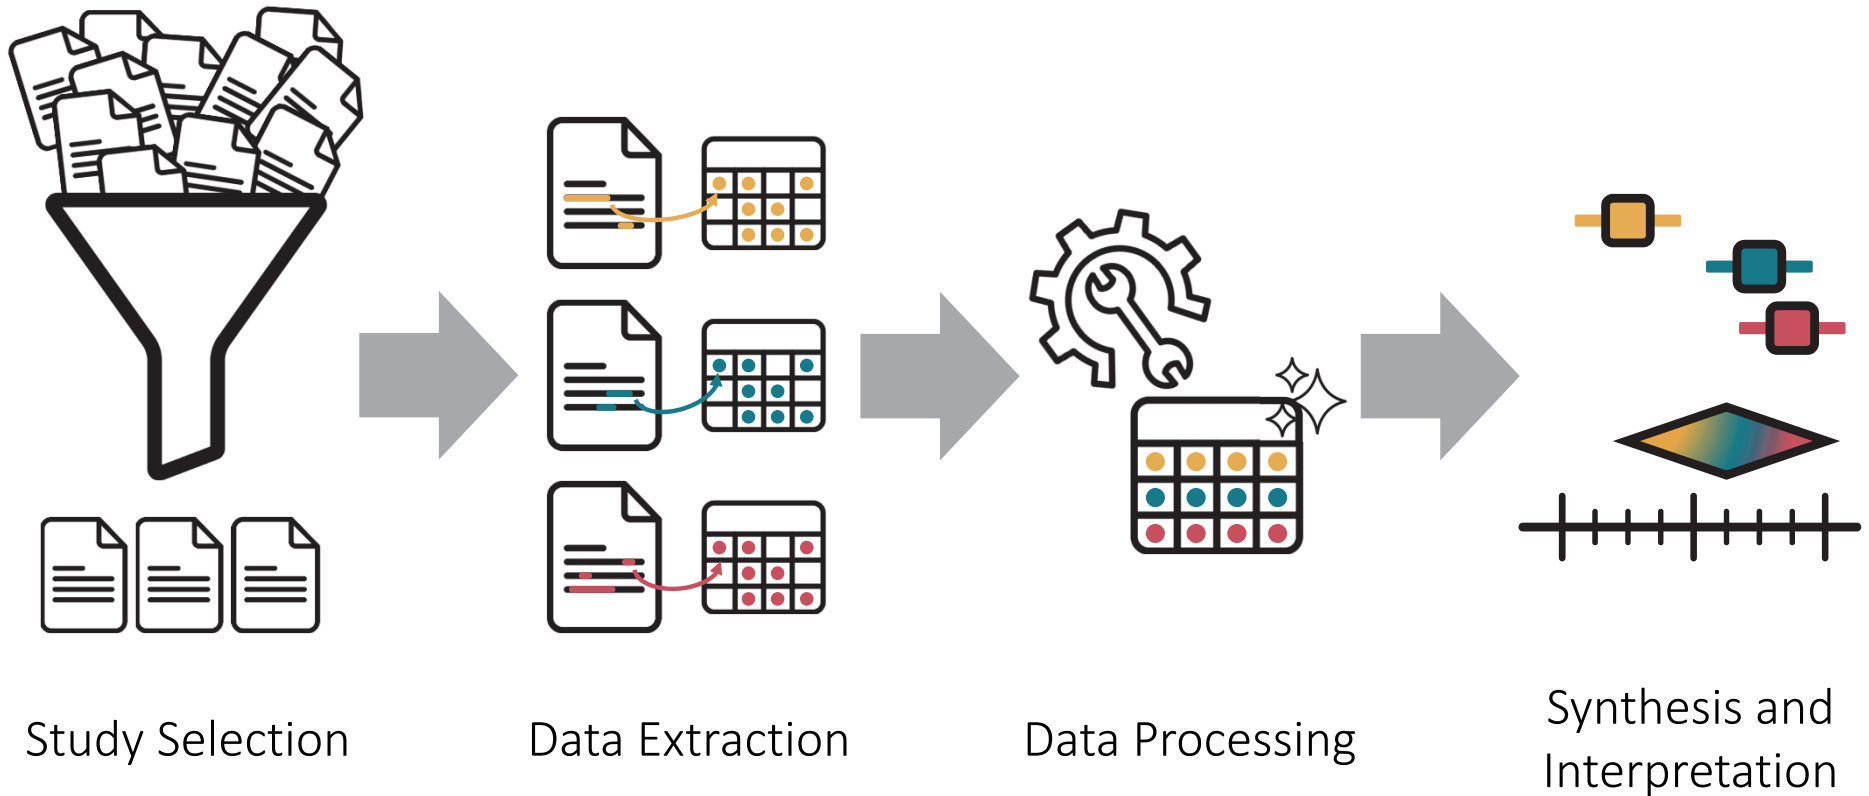 Study Selection
Data Extraction
Data Processing
Synthesis and
Interpretation